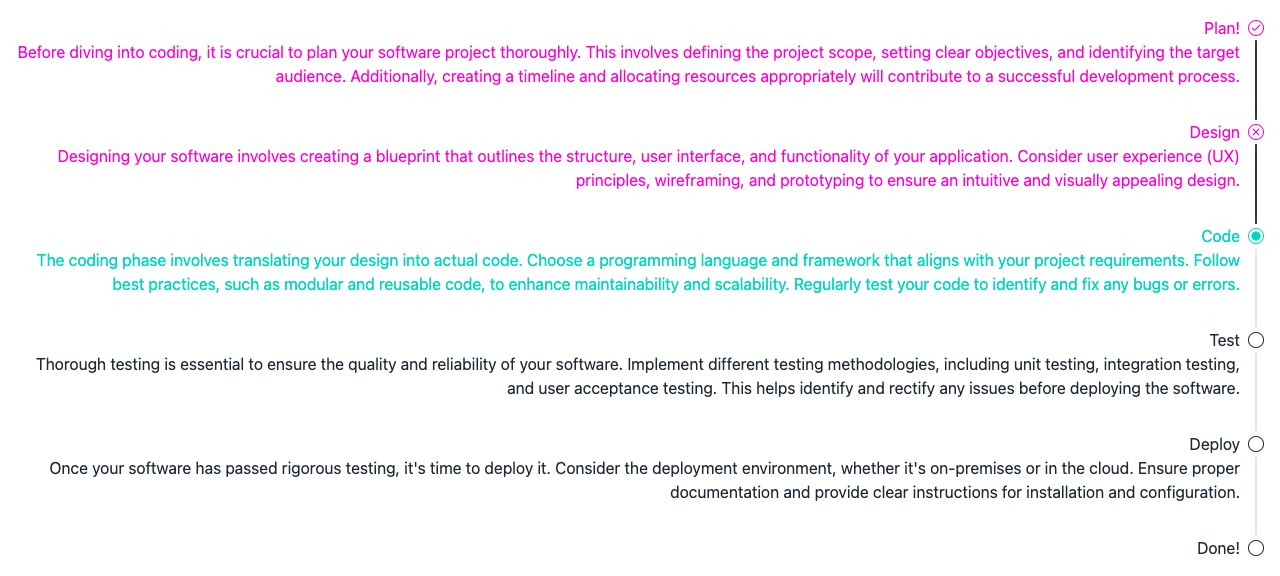 Plan!
Before diving into coding, it is crucial to plan your software project thoroughly. This involves defining the project scope, setting clear objectives, and identifying the target
audience. Additionally, creating a timeline and allocating resources appropriately will contribute to a successful development process.
Design
Designing your software involves creating a blueprint that outlines the structure, user interface, and functionality of your application. Consider user experience (UX)
principles, wireframing, and prototyping to ensure an intuitive and visually appealing design.
Code
The coding phase involves translating your design into actual code. Choose a programming language and framework that aligns with your project requirements. Follow
best practices, such as modular and reusable code, to enhance maintainability and scalability. Regularly test your code to identify and fix any bugs or errors.
Test
Thorough testing is essential to ensure the quality and reliability of your software. Implement different testing methodologies, including unit testing, integration testing,
and user acceptance testing. This helps identify and rectify any issues before deploying the software.
Deploy
Once your software has passed rigorous testing, it's time to deploy it. Consider the deployment environment, whether it's on-premises or in the cloud. Ensure proper
documentation and provide clear instructions for installation and configuration.
Done!